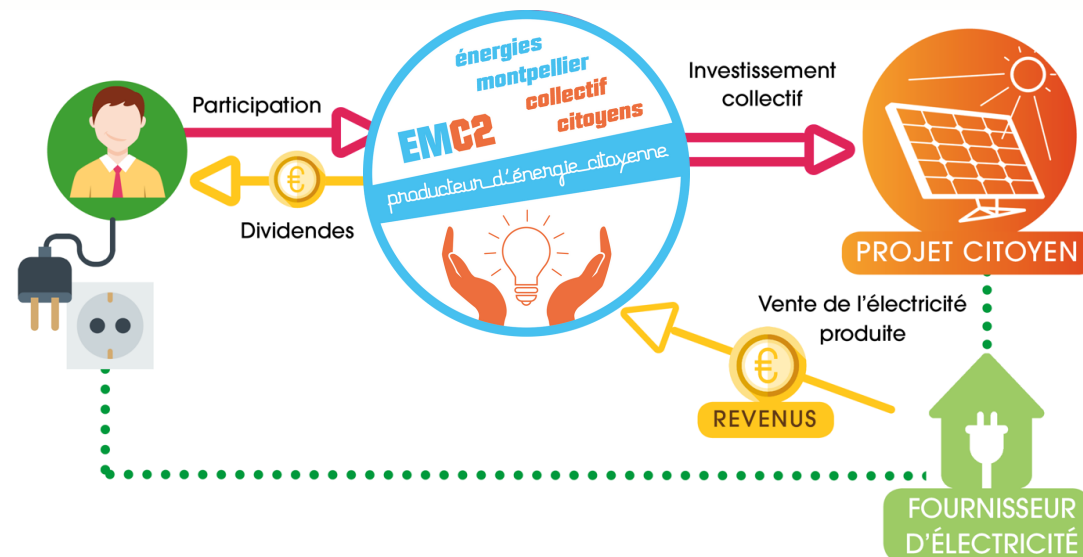 énergies
montpellier
collectif
citoyens
EMC2
producteur d'énergie citoyenne
Participation
€
Dividendes
Investissement
collectif
PROJET CITOYEN
Vente de l'électricité
produite
€
REVENUS
FOURNISSEUR
D'ÉLECTRICITÉ